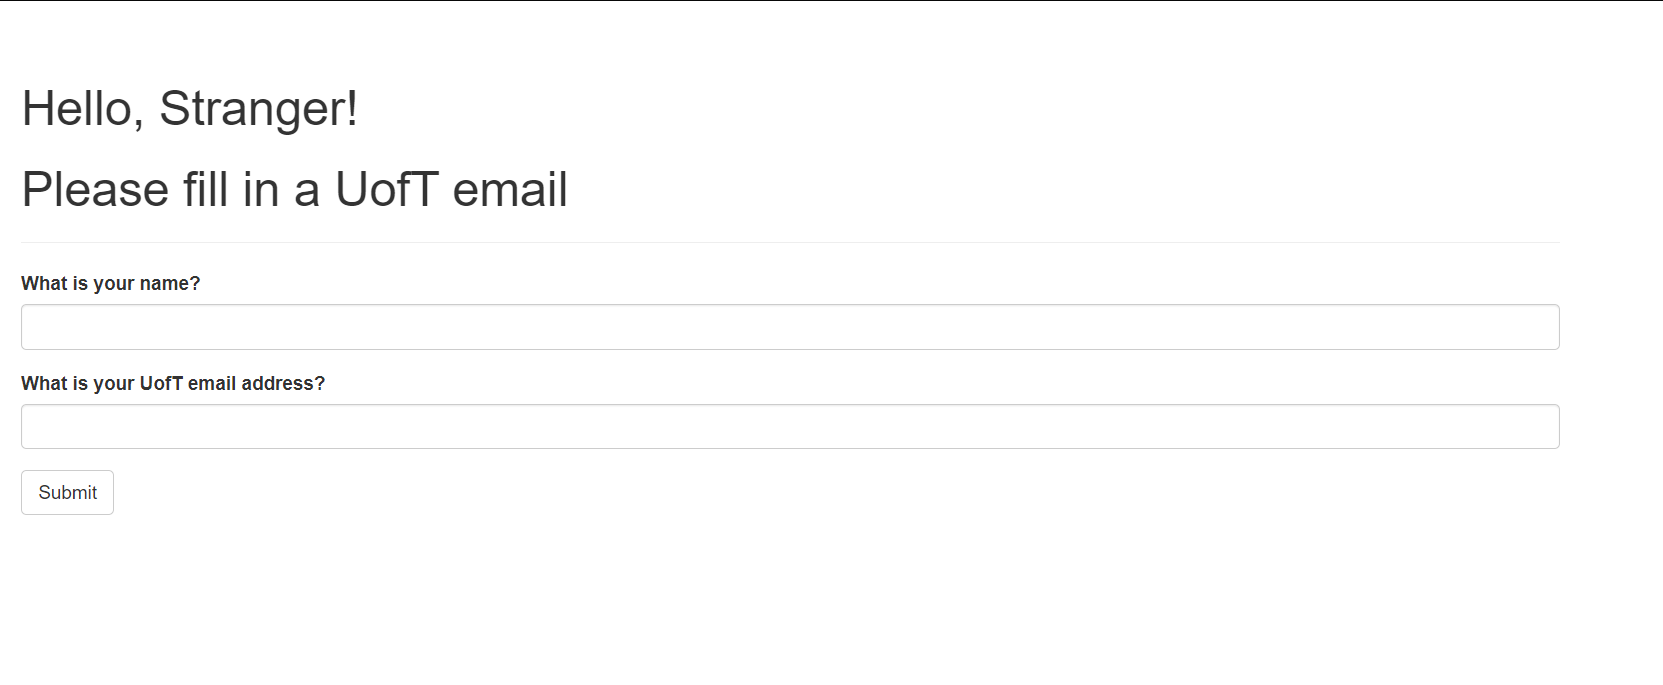 Hello, Stranger!
Please fill in a UofT email
What is your name?
What is your UofT email address?
Submit